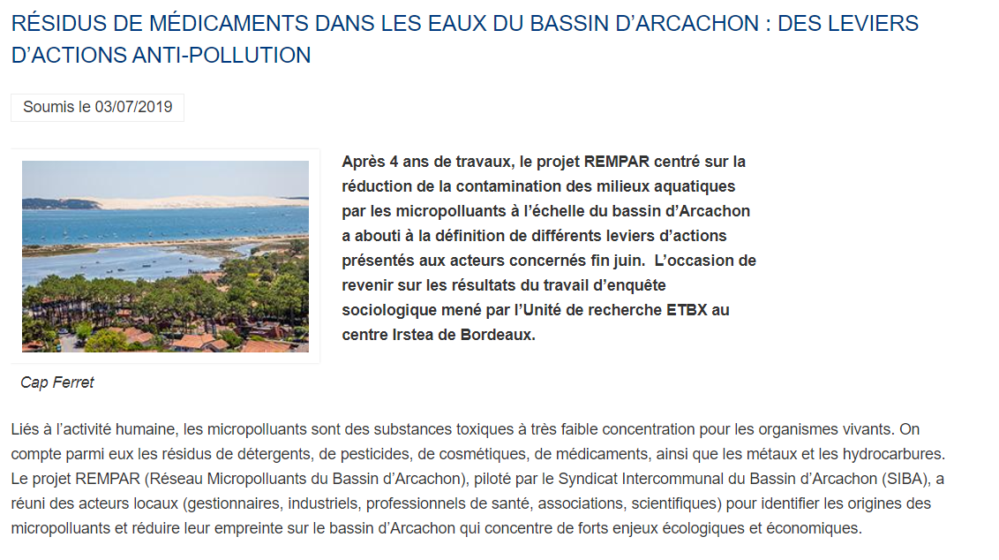 RÉSIDUS DE MÉDICAMENTS DANS LES EAUX DU BASSIN D’ARCACHON : DES LEVIERS
D’ACTIONS ANTI-POLLUTION
Soumis le 03/07/2019
Après 4 ans de travaux, le projet REMPAR centré sur la
réduction de la contamination des milieux aquatiques
par les micropolluants à l’échelle du bassin d’Arcachon
a abouti à la définition de différents leviers d’actions
présentés aux acteurs concernés fin juin.  L’occasion de
revenir sur les résultats du travail d’enquête
sociologique mené par l’Unité de recherche ETBX au
centre Irstea de Bordeaux.
Cap Ferret
Liés à l’activité humaine, les micropolluants sont des substances toxiques à très faible concentration pour les organismes vivants. On
compte parmi eux les résidus de détergents, de pesticides, de cosmétiques, de médicaments, ainsi que les métaux et les hydrocarbures.
Le projet REMPAR (Réseau Micropolluants du Bassin d’Arcachon), piloté par le Syndicat Intercommunal du Bassin d’Arcachon (SIBA), a
réuni des acteurs locaux (gestionnaires, industriels, professionnels de santé, associations, scientifiques) pour identifier les origines des
micropolluants et réduire leur empreinte sur le bassin d’Arcachon qui concentre de forts enjeux écologiques et économiques.